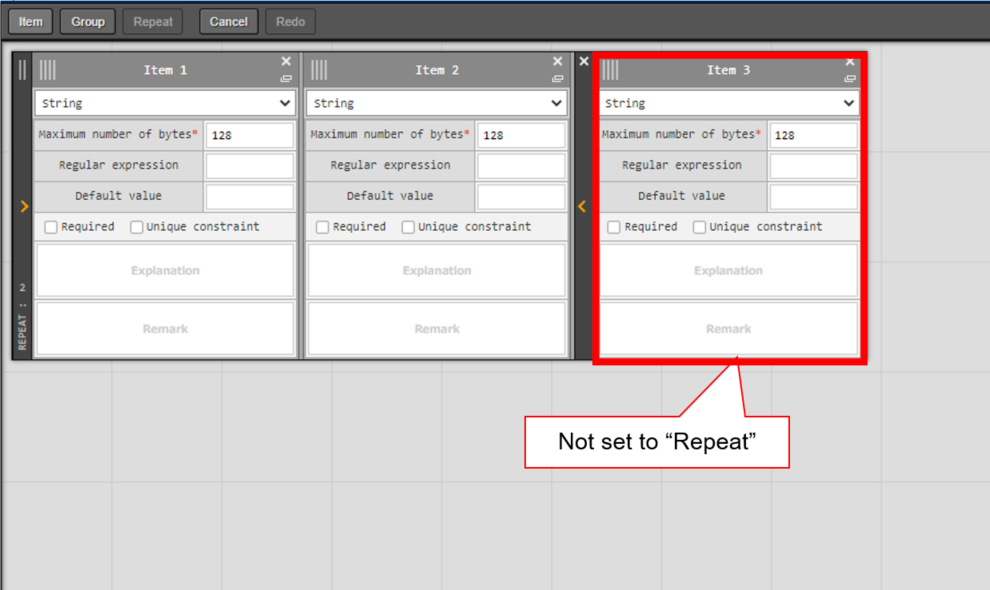 Item Group Repeat Cancel Redo
Item 1
String
Maximum number of bytes* 128
Regular expression
Default value
Required Unique constraint
Explanation
Remark
REPEAT : 2
Item 2
String
Maximum number of bytes* 128
Regular expression
Default value
Required Unique constraint
Explanation
Remark
Item 3
String
Maximum number of bytes* 128
Regular expression
Default value
Required Unique constraint
Explanation
Remark
Not set to “Repeat”